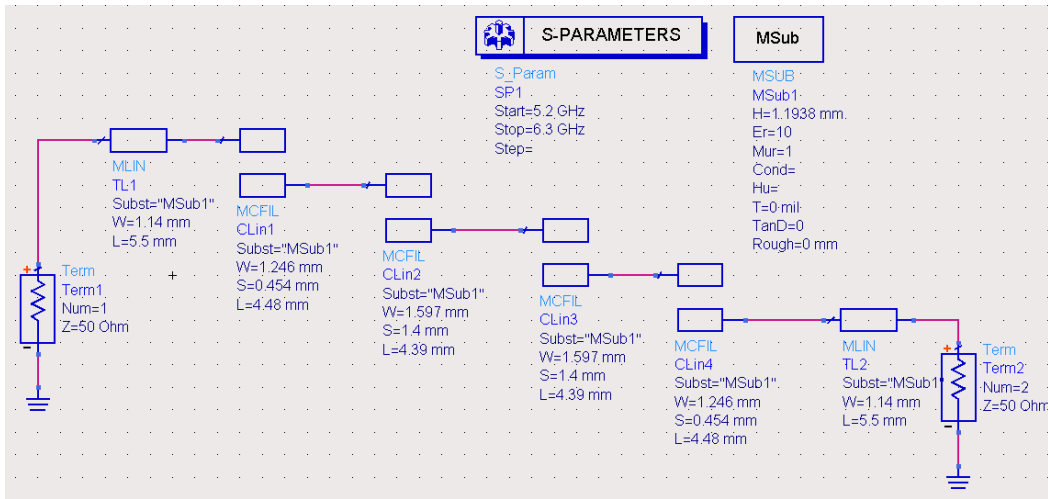 S-PARAMETERS
S_Param
SP1
Start=5.2 GHz
Stop=6.3 GHz
Step=
MSub
MSUB
MSub1
H=1.1938 mm
Er=10
Mur=1
Cond=
Hu=
T=0 mil
TanD=0
Rough=0 mm
MLIN
TL1
Subst="MSub1"
W=1.14 mm
L=5.5 mm
MCFIL
CLin1
Subst="MSub1"
W=1.246 mm
S=0.454 mm
L=4.48 mm
MCFIL
CLin2
Subst="MSub1"
W=1.597 mm
S=1.4 mm
L=4.39 mm
MCFIL
CLin3
Subst="MSub1"
W=1.597 mm
S=1.4 mm
L=4.39 mm
MCFIL
CLin4
Subst="MSub1"
W=1.246 mm
S=0.454 mm
L=4.48 mm
MLIN
TL2
Subst="MSub1"
W=1.14 mm
L=5.5 mm
+
Term
Term1
Num=1
Z=50 Ohm
-
+
Term
Term2
Num=2
Z=50 Ohm
-